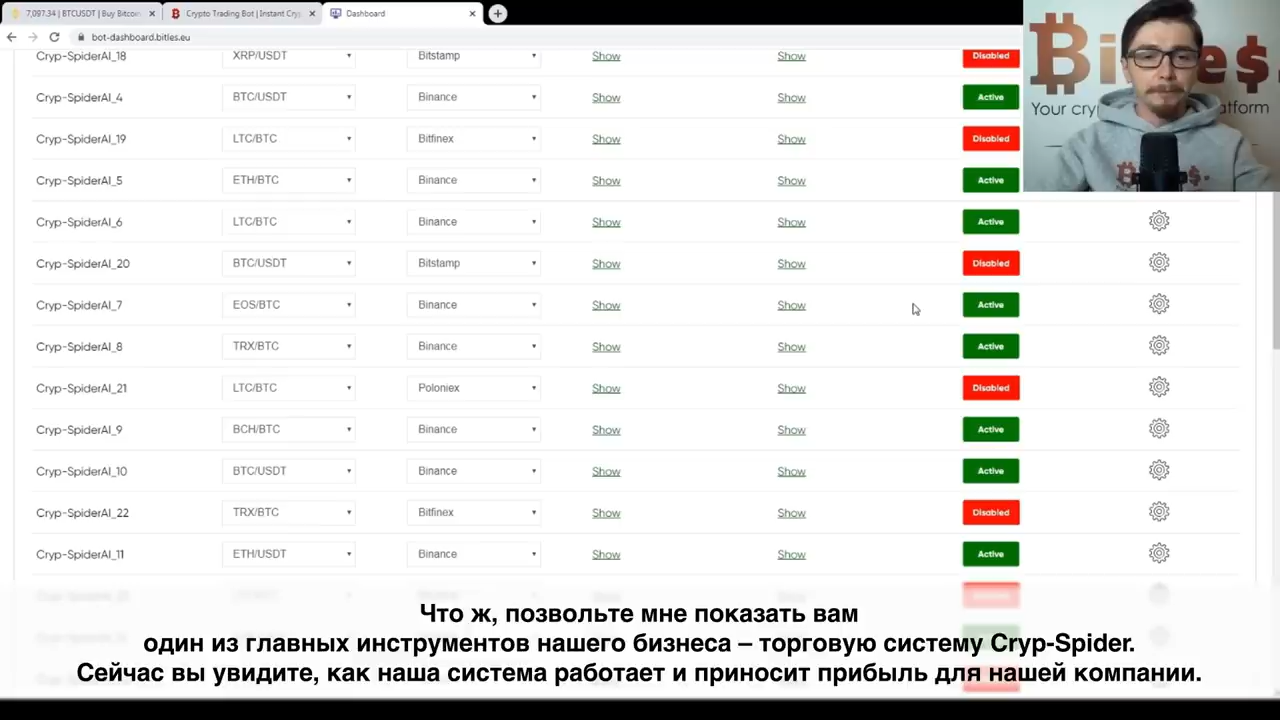 7,097.34 | BTCUSDT | Buy Bitcoin
Crypto Trading Bot | Instant Cryp
Dashboard
bot-dashboard.bitles.eu
Cryp-SpiderAI_18 XRP/USDT Bitstamp Show Show Disabled
Cryp-SpiderAI_4 BTC/USDT Binance Show Show Active
Cryp-SpiderAI_19 LTC/BTC Bitfinex Show Show Disabled
Cryp-SpiderAI_5 ETH/BTC Binance Show Show Active
Cryp-SpiderAI_6 LTC/BTC Binance Show Show Active
Cryp-SpiderAI_20 BTC/USDT Bitstamp Show Show Disabled
Cryp-SpiderAI_7 EOS/BTC Binance Show Show Active
Cryp-SpiderAI_8 TRX/BTC Binance Show Show Active
Cryp-SpiderAI_21 LTC/BTC Poloniex Show Show Disabled
Cryp-SpiderAI_9 BCH/BTC Binance Show Show Active
Cryp-SpiderAI_10 BTC/USDT Binance Show Show Active
Cryp-SpiderAI_22 TRX/BTC Bitfinex Show Show Disabled
Cryp-SpiderAI_11 ETH/USDT Binance Show Show Active
Your
Что ж, позвольте мне показать вам
один из главных инструментов нашего бизнеса – торговую систему Cryp-Spider.
Сейчас вы увидите, как наша система работает и приносит прибыль для нашей компании.